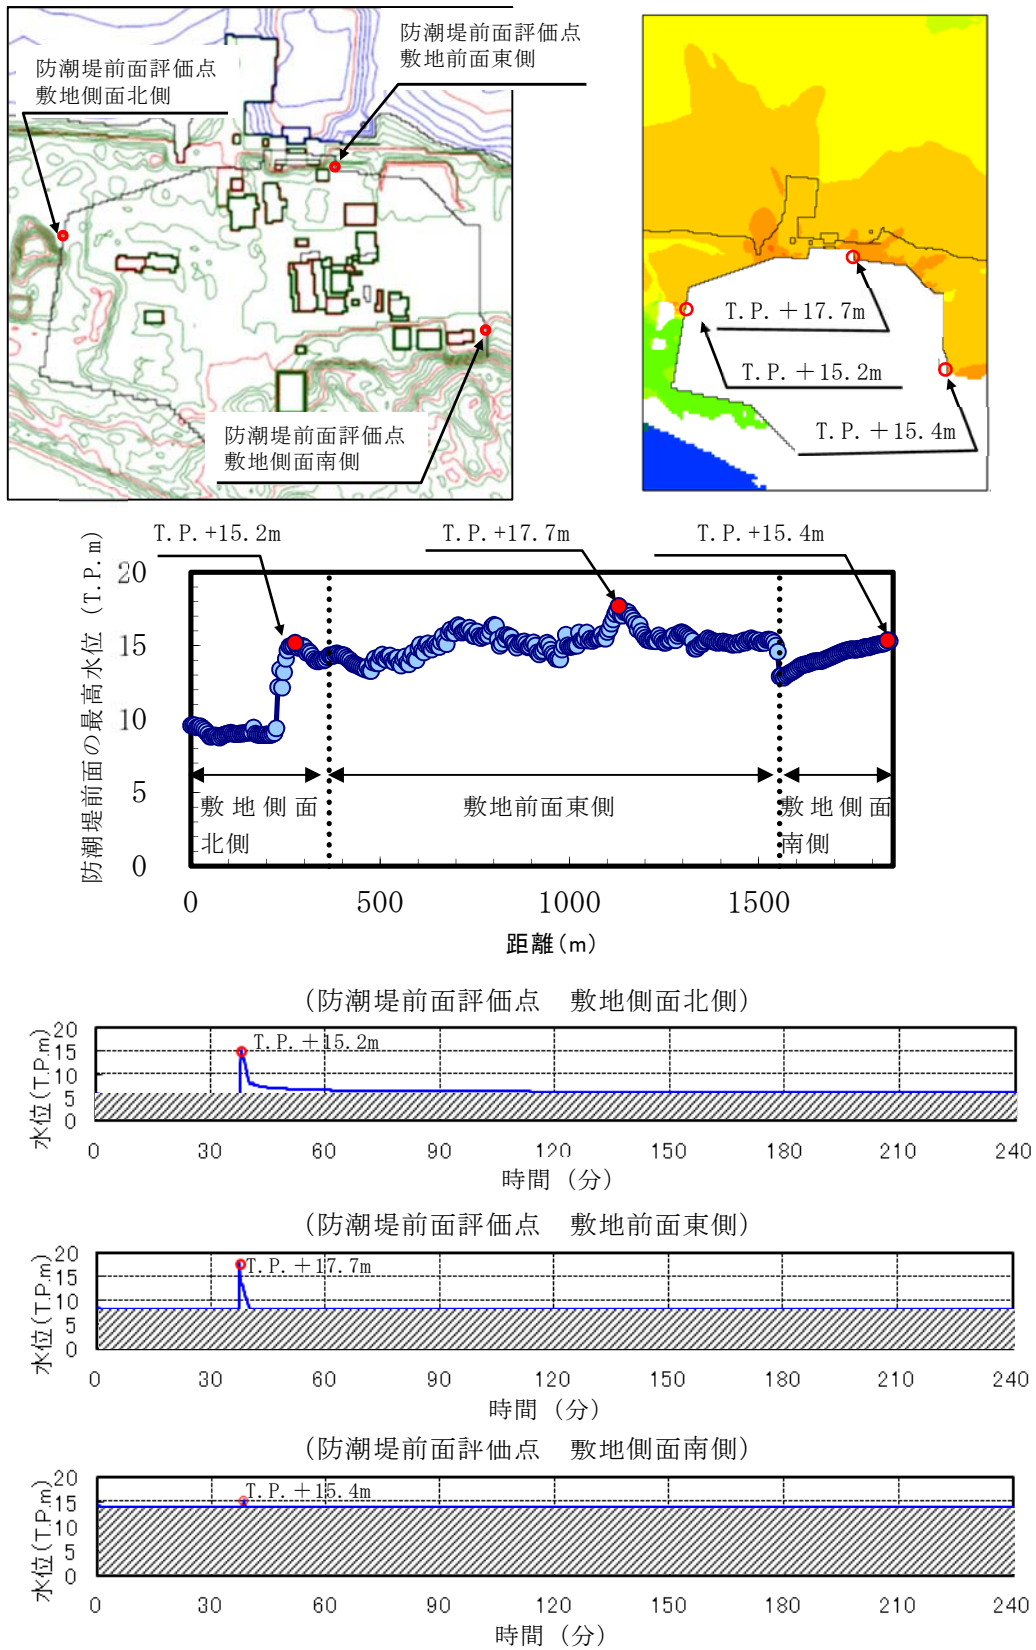 防潮堤前面評価点
敷地側面北側
防潮堤前面評価点
敷地前面東側
防潮堤前面評価点
敷地側面南側
T.P.+17.7m
T.P.+15.2m
T.P.+15.4m
T.P.+15.2m
T.P.+17.7m
T.P.+15.4m
防潮堤前面の最高水位 (T.P.m)
20
15
10
5
0
敷地側面
北側
敷地前面東側
敷地側面
南側
0 500 1000 1500
距離(m)
(防潮堤前面評価点 敷地側面北側)
水位(T.P.m)
20
15
10
5
0
T.P.+15.2m
0 30 60 90 120 150 180 210 240
時間 (分)
(防潮堤前面評価点 敷地前面東側)
水位(T.P.m)
20
15
10
5
0
T.P.+17.7m
0 30 60 90 120 150 180 210 240
時間 (分)
(防潮堤前面評価点 敷地側面南側)
水位(T.P.m)
20
15
10
5
0
T.P.+15.4m
0 30 60 90 120 150 180 210 240
時間 (分)